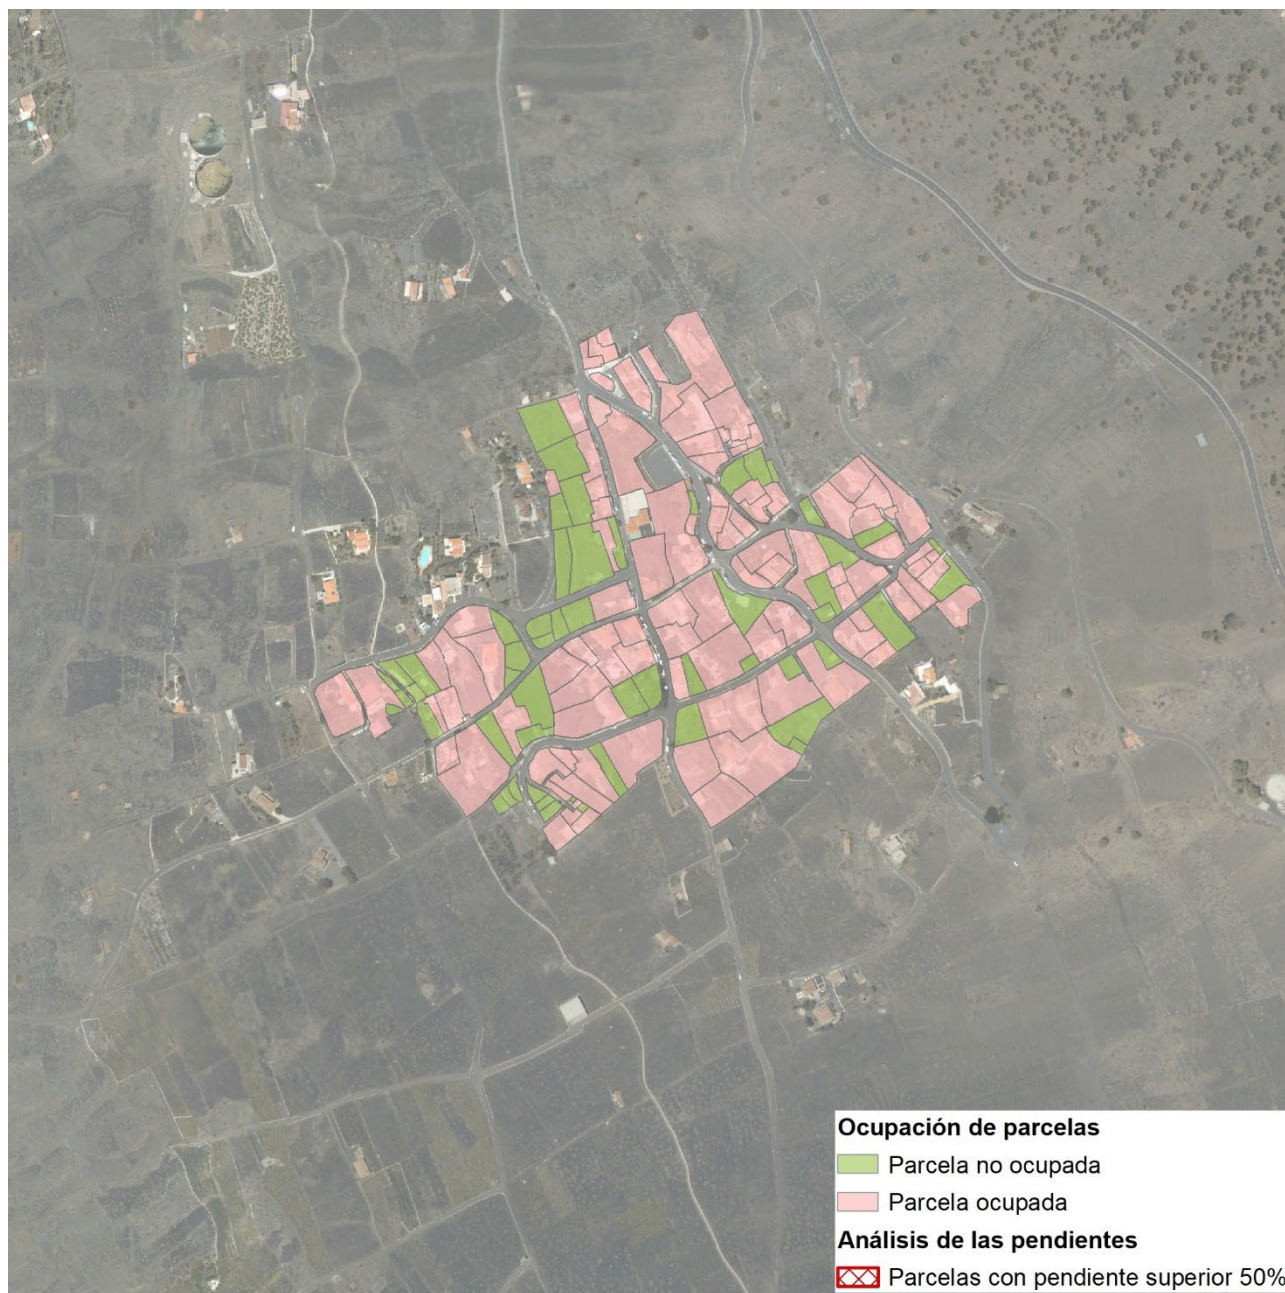 Ocupación de parcelas
Parcela no ocupada
Parcela ocupada
Análisis de las pendientes
Parcelas con pendiente superior 50%